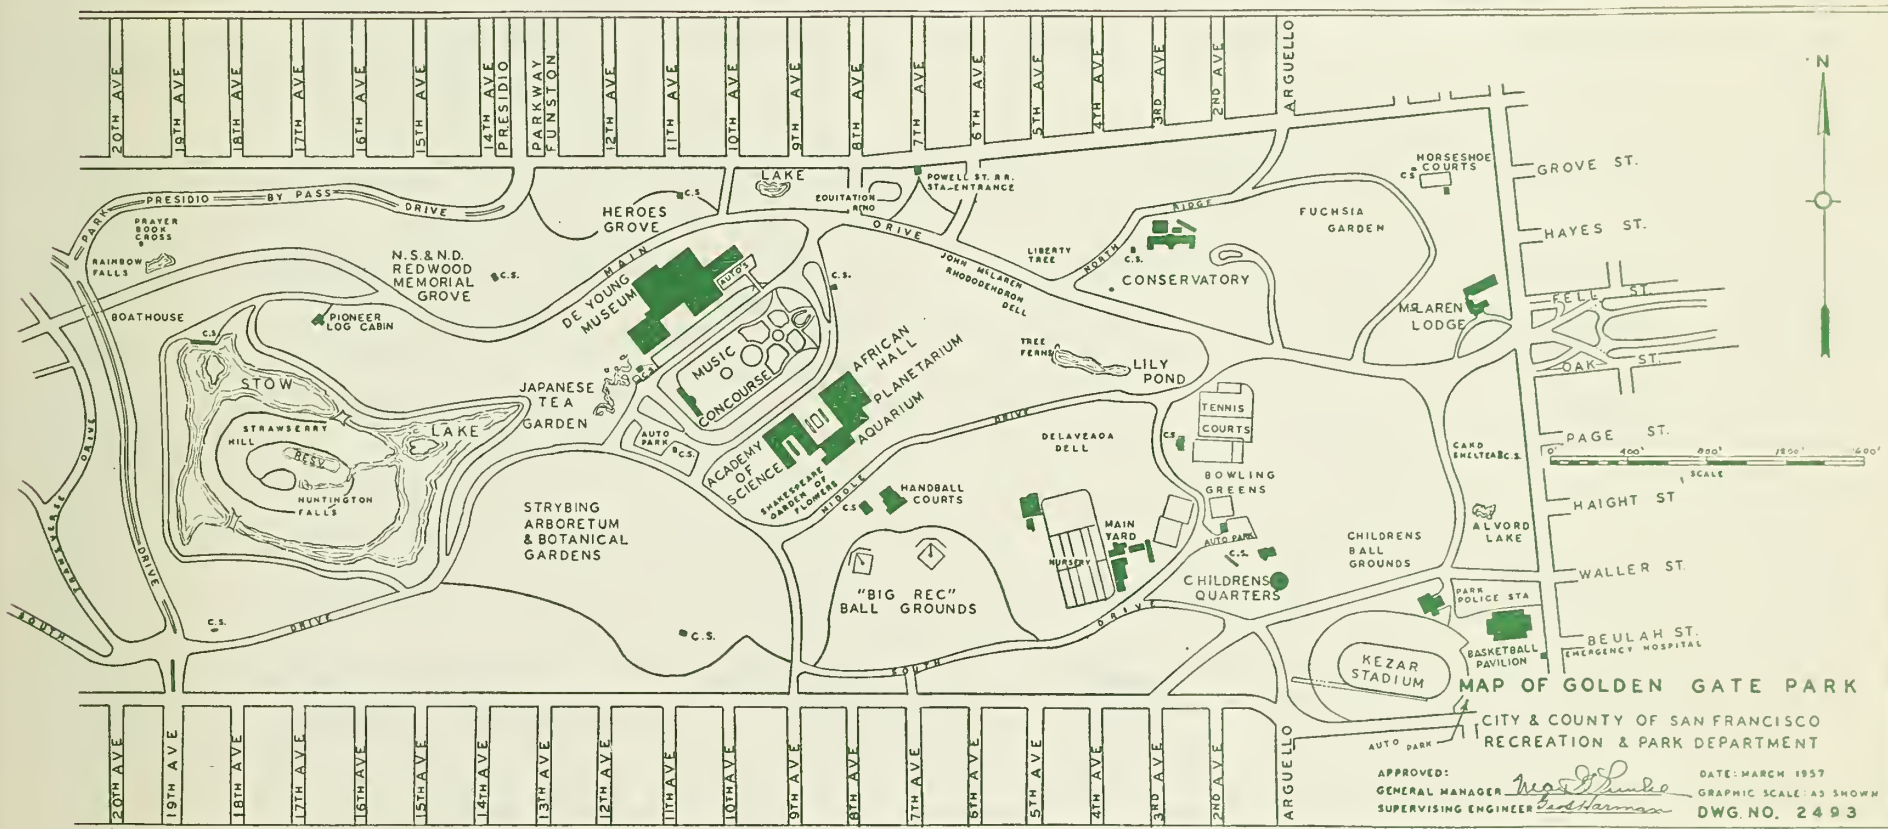 20TH AVE
19TH AVE
18TH AVE
17TH AVE
16TH AVE
15TH AVE
14TH AVE
PRESIDIO
PARKWAY
FUNSTON
12TH AVE
11TH AVE
10TH AVE
9TH AVE
8TH AVE
7TH AVE
6TH AVE
5TH AVE
4TH AVE
3RD AVE
2ND AVE
ARGUELLO
N
PARK
PRESIDIO
BY PASS
DRIVE
PRAYER
BOOK
CROSS
RAINBOW
FALLS
N.S.& N.D.
REDWOOD
MEMORIAL
GROVE
C.S.
HEROES
GROVE
C.S.
LAKE
EQUITATION
RING
POWELL ST. R.R.
STA-ENTRANCE
MAIN
DRIVE
JOHN McLAREN
RHODODENDRON
DELL
LIBERTY
TREE
NORTH
RIDGE
C.S.
CONSERVATORY
FUCHSIA
GARDEN
HORSESHOE
COURTS
C.S.
GROVE ST.
HAYES ST.
FELL ST.
OAK ST.
McLAREN
LODGE
BOATHOUSE
C.S.
PIONEER
LOG CABIN
DE YOUNG
MUSEUM
AUTO'S
C.S.
MUSIC
CONCOURSE
C.S.
AFRICAN
HALL
PLANETARIUM
AQUARIUM
ACADEMY
OF
SCIENCE
SHAKESPEARE
GARDEN OF
FLOWERS
JAPANESE
TEA
GARDEN
AUTO
PARK
C.S.
STOW
LAKE
STRAWBERRY
HILL
RESV.
HUNTINGTON
FALLS
TREE
FERNS
LILY
POND
MIDDLE
DRIVE
DELAVEAGA
DELL
TENNIS
COURTS
C.S.
BOWLING
GREENS
AUTO PARK
C.S.
CHILDRENS
QUARTERS
CHILDRENS
BALL
GROUNDS
CARD
SHELTER C.S.
ALVORD
LAKE
PAGE ST.
0' 400' 800' 1200' 1600'
SCALE
HAIGHT ST
WALLER ST.
BEULAH ST.
EMERGENCY HOSPITAL
PARK
POLICE STA
BASKETBALL
PAVILION
KEZAR
STADIUM
AUTO PARK
STRYBING
ARBORETUM
& BOTANICAL
GARDENS
C.S.
HANDBALL
COURTS
C.S.
"BIG REC"
BALL GROUNDS
NURSERY
MAIN
YARD
TRANSVERSE
DRIVE
DRIVE
SOUTH
DRIVE
C.S.
SOUTH
DRIVE
20TH AVE
19TH AVE
18TH AVE
17TH AVE
16TH AVE
15TH AVE
14TH AVE
13TH AVE
12TH AVE
11TH AVE
10TH AVE
9TH AVE
8TH AVE
7TH AVE
6TH AVE
5TH AVE
4TH AVE
3RD AVE
2ND AVE
ARGUELLO
MAP OF GOLDEN GATE PARK
CITY & COUNTY OF SAN FRANCISCO
RECREATION & PARK DEPARTMENT
APPROVED:
GENERAL MANAGER
SUPERVISING ENGINEER
DATE: MARCH 1957
GRAPHIC SCALE: AS SHOWN
DWG. NO. 2493